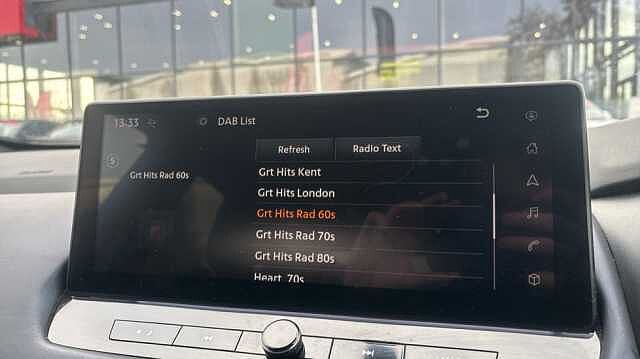 13:33
DAB List
Refresh
Radio Text
Grt Hits Kent
Grt Hits Rad 60s
Grt Hits London
Grt Hits Rad 60s
Grt Hits Rad 70s
Grt Hits Rad 80s
Heart 70s